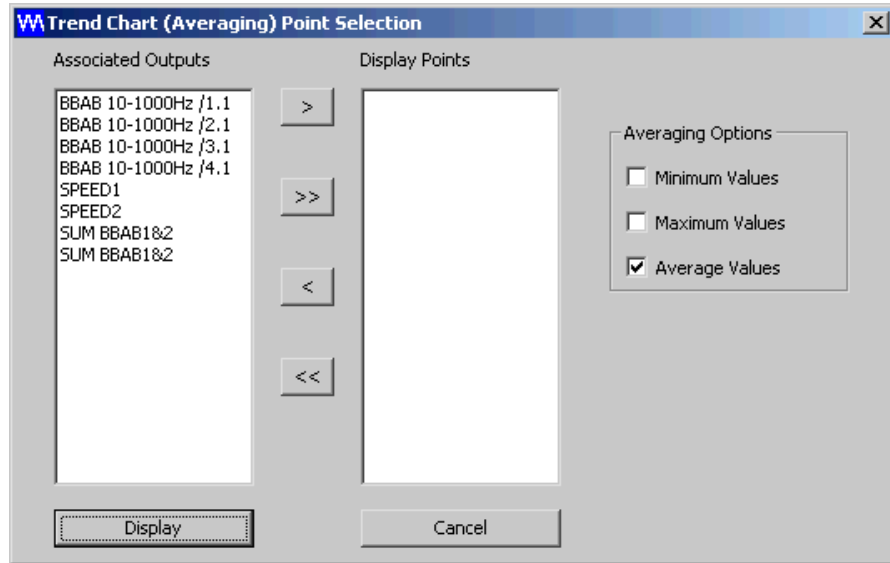 Trend Chart (Averaging) Point Selection
Associated Outputs
Display Points
BBAB 10-1000Hz /1.1
BBAB 10-1000Hz /2.1
BBAB 10-1000Hz /3.1
BBAB 10-1000Hz /4.1
SPEED1
SPEED2
SUM BBAB1&2
SUM BBAB1&2
>
>>
<
<<
Averaging Options
Minimum Values
Maximum Values
Average Values
Display
Cancel